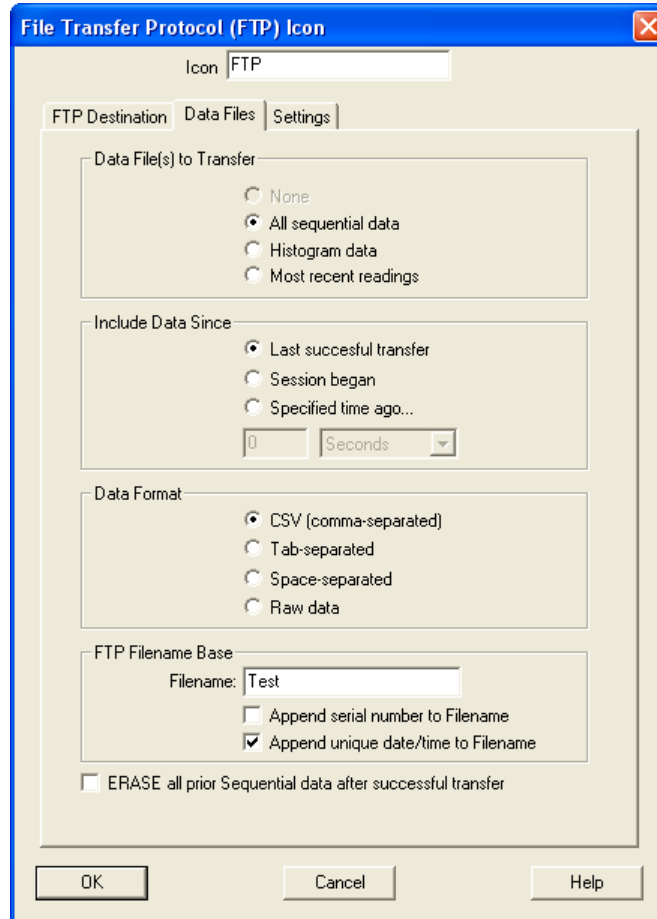 File Transfer Protocol (FTP) Icon
Icon FTP
FTP Destination Data Files Settings
Data File(s) to Transfer
None
All sequential data
Histogram data
Most recent readings
Include Data Since
Last succesful transfer
Session began
Specified time ago...
0 Seconds
Data Format
CSV (comma-separated)
Tab-separated
Space-separated
Raw data
FTP Filename Base
Filename: Test
Append serial number to Filename
Append unique date/time to Filename
ERASE all prior Sequential data after successful transfer
OK Cancel Help